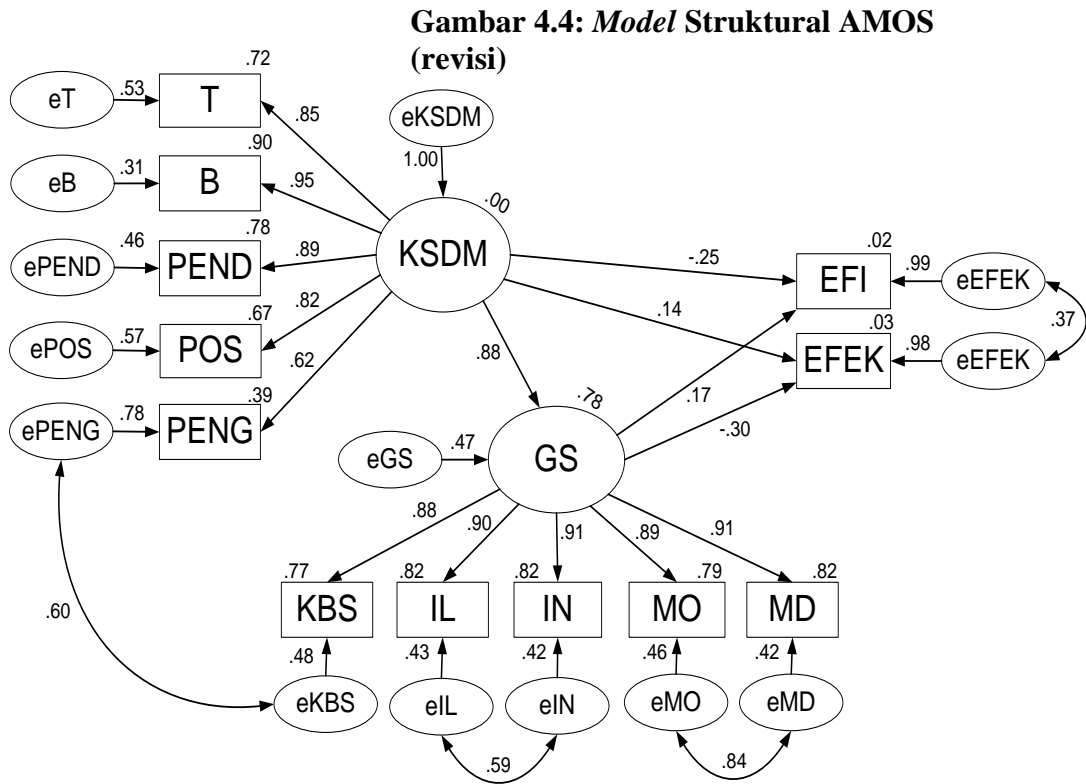 Gambar 4.4: Model Struktural AMOS
(revisi)
eT
.53
T
.72
.85
eKSDM
1.00
eB
.31
B
.90
.95
KSDM
.00
ePEND
.46
PEND
.78
.89
-.25
EFI
.02
.99
eEFEK
.37
ePOS
.57
POS
.67
.82
.14
EFEK
.03
.98
eEFEK
ePENG
.78
PENG
.39
.62
.88
.17
-.30
eGS
.47
GS
.78
.88
.90
.91
.89
.91
.77
KBS
.82
IL
.82
IN
.79
MO
.82
MD
.60
.48
.43
.42
.46
.42
eKBS
eIL
eIN
eMO
eMD
.59
.84